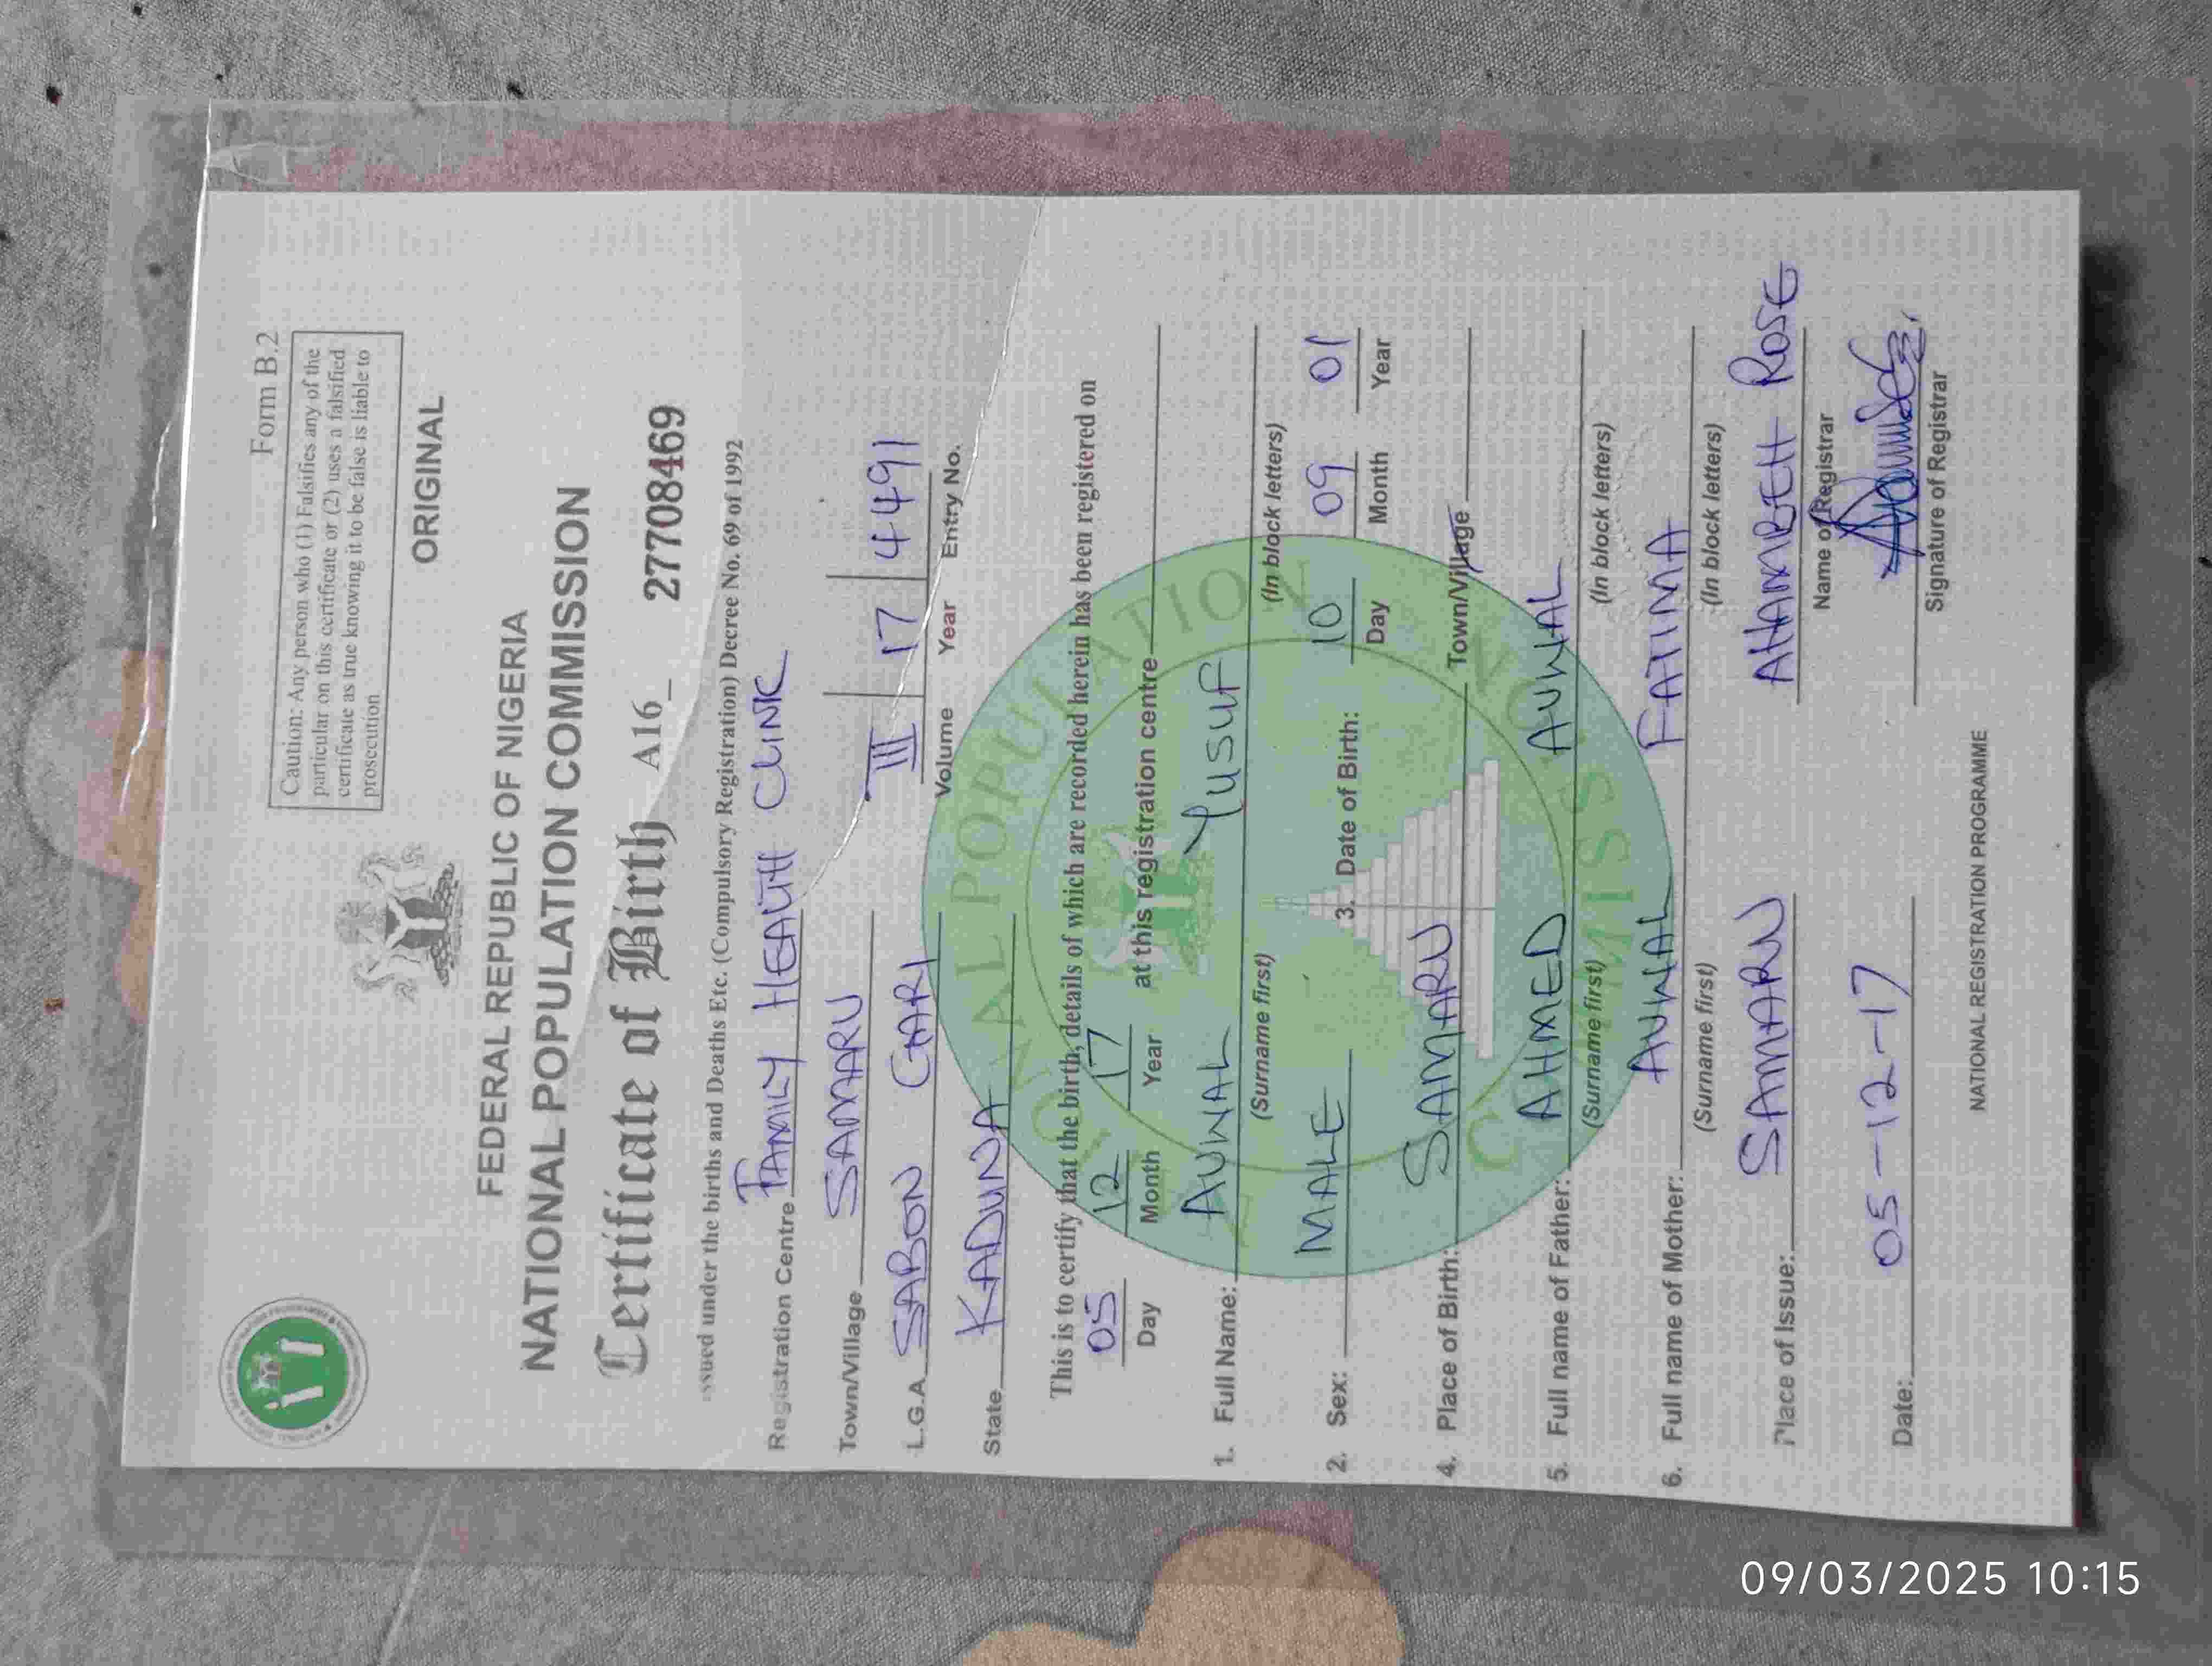 Form B.2
Caution: Any person who (1) Falsifies any of the
particular on this certificate or (2) uses a falsified
certificate as true knowing it to be false is liable to
prosecution
ORIGINAL
FEDERAL REPUBLIC OF NIGERIA
NATIONAL POPULATION COMMISSION
Certificate of Birth A16_ 277708469
issued under the births and Deaths Etc. (Compulsory Registration) Decree No. 69 of 1992
Registration Centre FAMILY HEALTH CLINIC
Town/Village SAMARU
III 17 4491
L.G.A. SABON GARI
Volume Year Entry No.
State KADUNA
This is to certify that the birth, details of which are recorded herein has been registered on
05 12 17 at this registration centre
Day Month Year
1. Full Name: AUWAL YUSUF
(Surname first) (In block letters)
2. Sex: MALE 3. Date of Birth: 10 09 01
Day Month Year
4. Place of Birth: SAMARU Town/Village
5. Full name of Father: AHMED AUWAL
(Surname first) (In block letters)
6. Full name of Mother: AUWAL FATIMA
(Surname first) (In block letters)
Place of Issue: SAMARU ROSE
Name of Registrar
Date: 05-12-17
Signature of Registrar
NATIONAL REGISTRATION PROGRAMME
NATIONAL POPULATION COMMISSION
09/03/2025 10:15